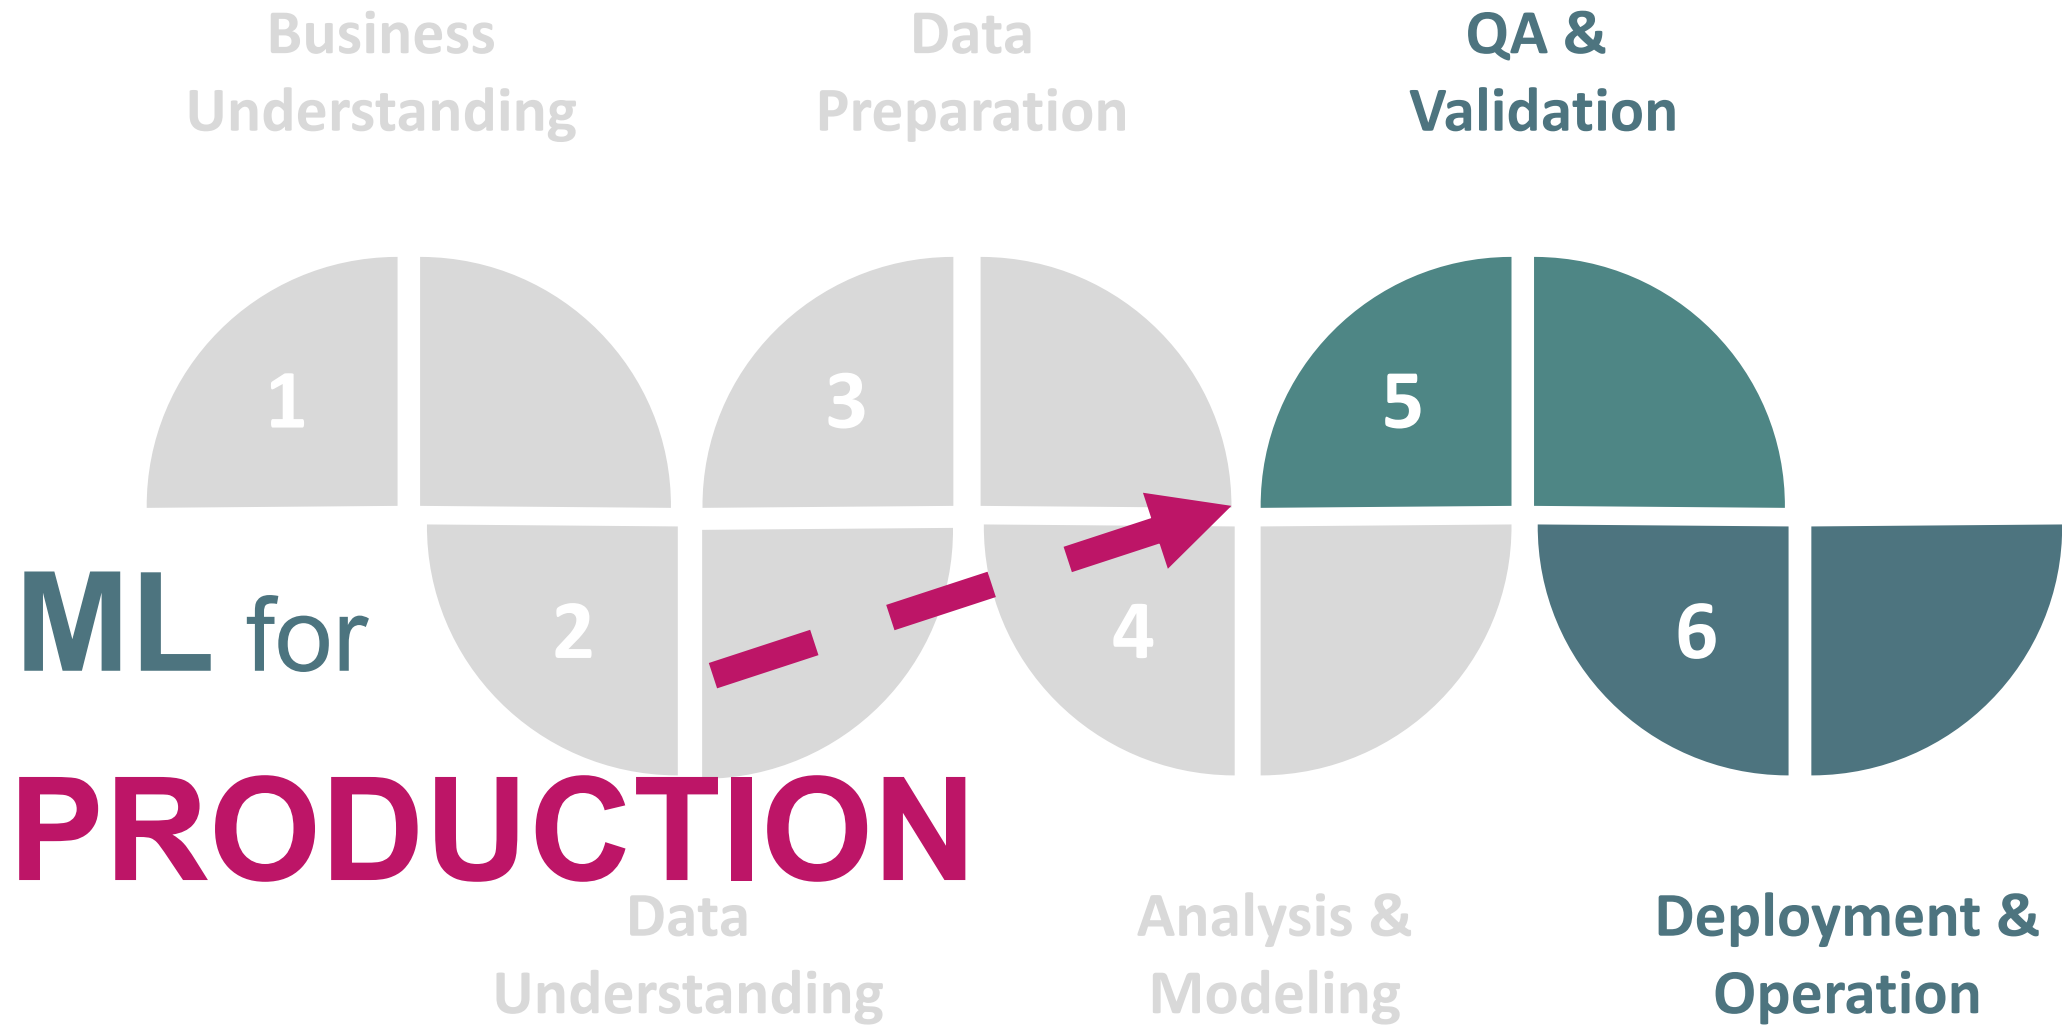 Business
Understanding
Data
Preparation
QA &
Validation
1
3
5
2
4
6
ML for
PRODUCTION
Data
Understanding
Analysis &
Modeling
Deployment &
Operation